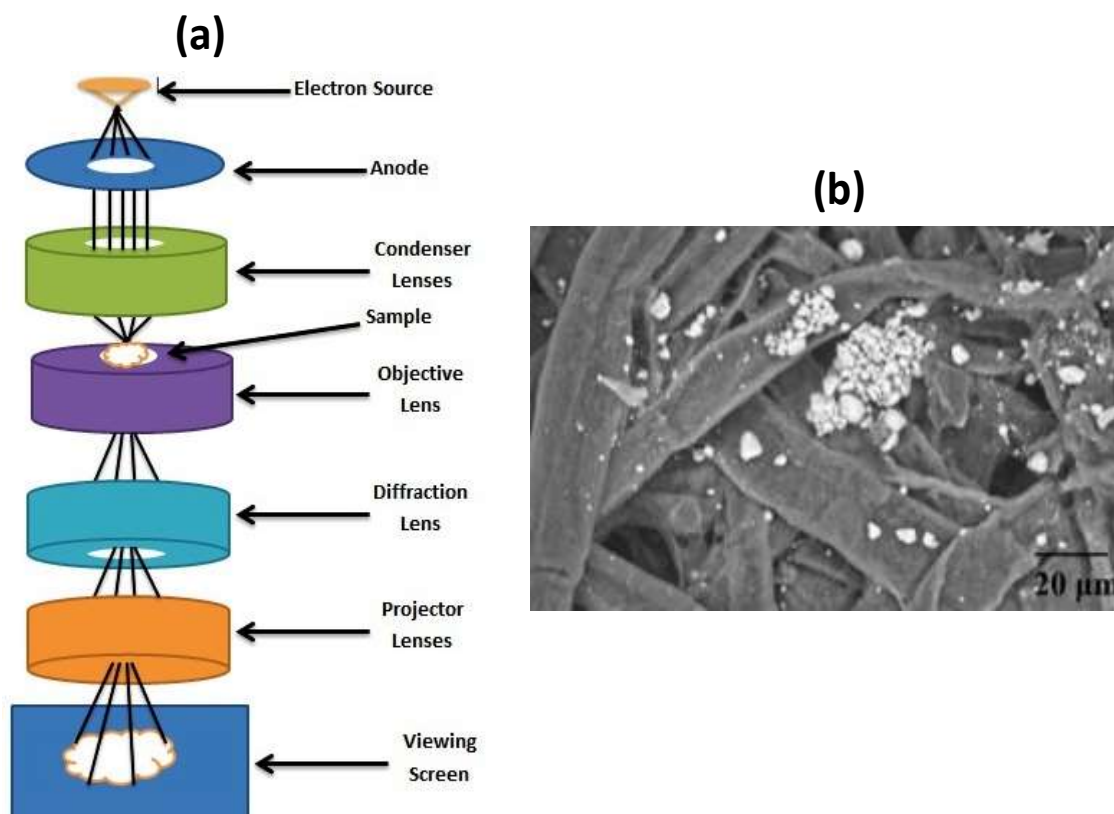 (a)
Electron Source
Anode
Condenser
Lenses
Sample
Objective
Lens
Diffraction
Lens
Projector
Lenses
Viewing
Screen
(b)
20 μm